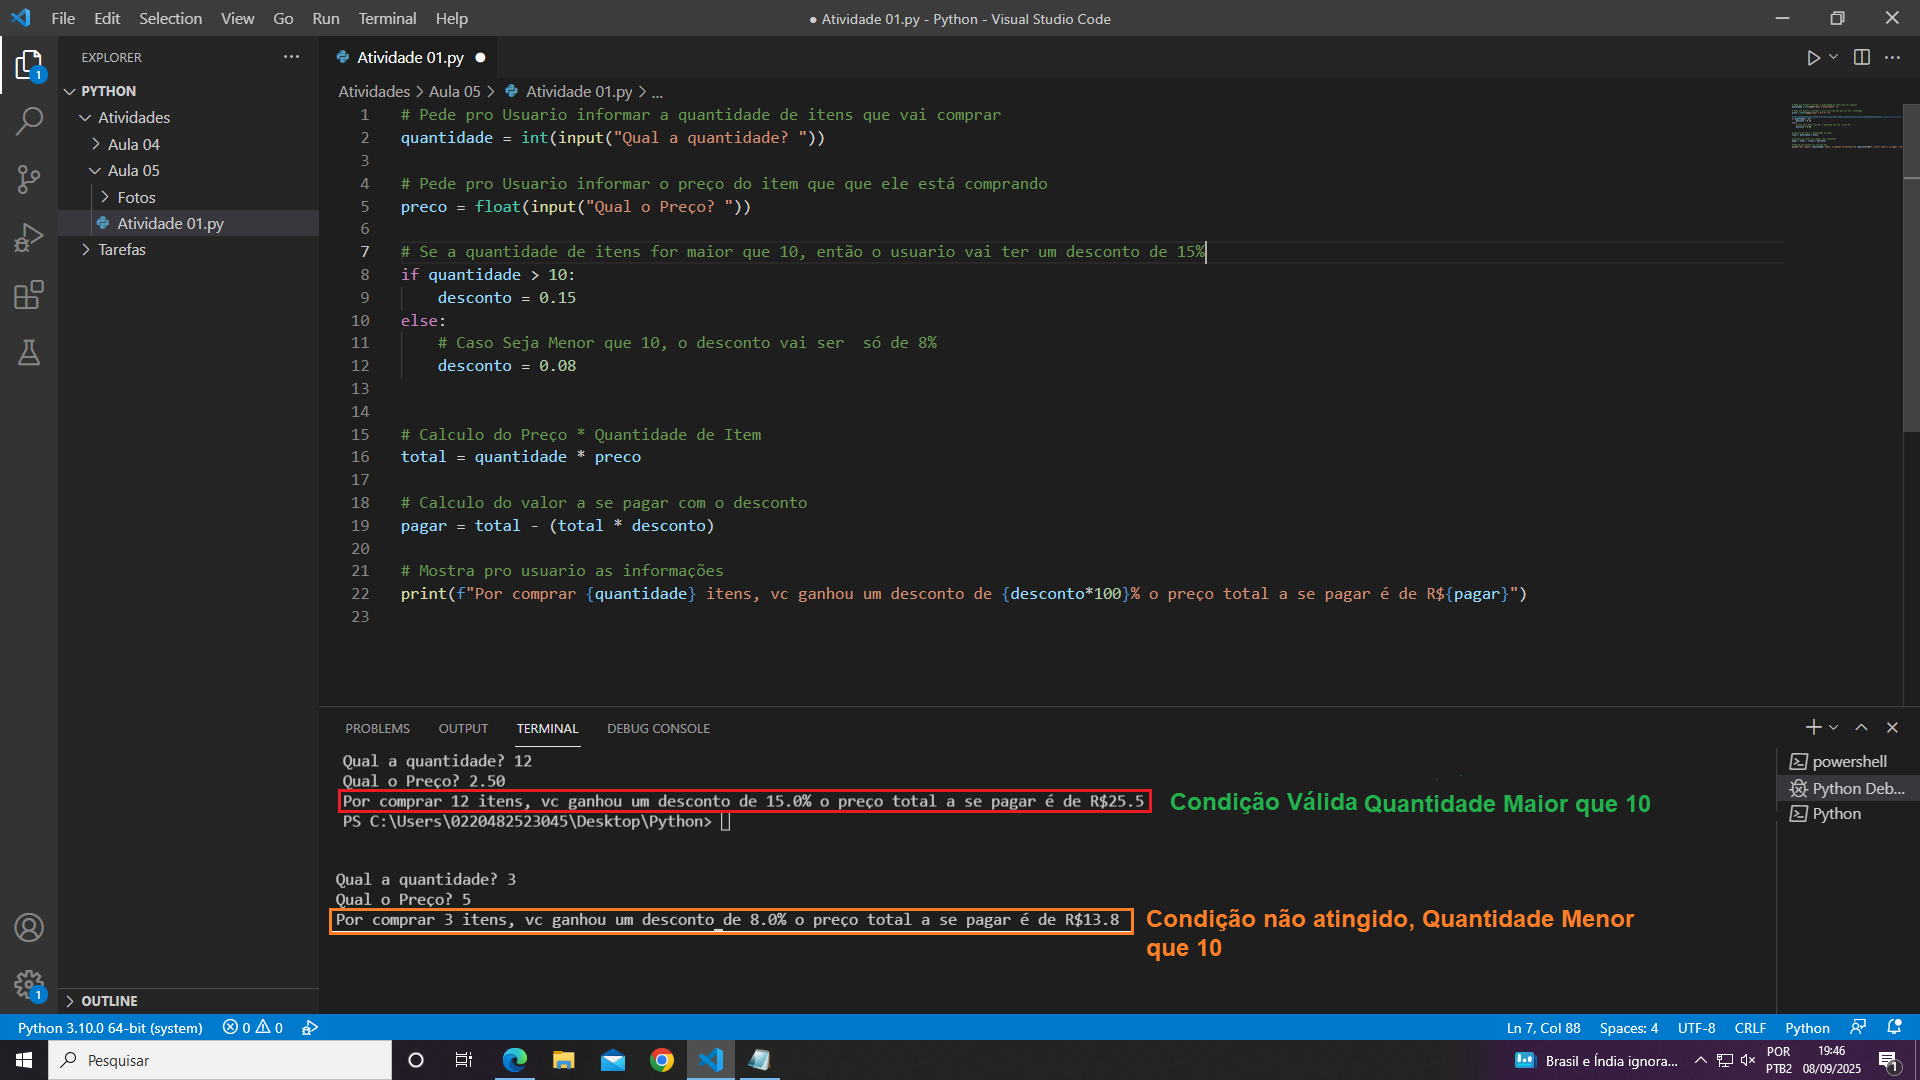 File Edit Selection View Go Run Terminal Help
● Atividade 01.py - Python - Visual Studio Code
EXPLORER
Atividade 01.py
PYTHON
Atividades
Aula 04
Aula 05
Fotos
Atividade 01.py
Tarefas
Atividades > Aula 05 > Atividade 01.py > ...
1 # Pede pro Usuario informar a quantidade de itens que vai comprar
2 quantidade = int(input("Qual a quantidade? "))
3
4 # Pede pro Usuario informar o preço do item que que ele está comprando
5 preco = float(input("Qual o Preço? "))
6
7 # Se a quantidade de itens for maior que 10, então o usuario vai ter um desconto de 15%
8 if quantidade > 10:
9 desconto = 0.15
10 else:
11 # Caso Seja Menor que 10, o desconto vai ser  só de 8%
12 desconto = 0.08
13
14
15 # Calculo do Preço * Quantidade de Item
16 total = quantidade * preco
17
18 # Calculo do valor a se pagar com o desconto
19 pagar = total - (total * desconto)
20
21 # Mostra pro usuario as informações
22 print(f"Por comprar {quantidade} itens, vc ganhou um desconto de {desconto*100}% o preço total a se pagar é de R${pagar}")
23
PROBLEMS OUTPUT TERMINAL DEBUG CONSOLE
Qual a quantidade? 12
Qual o Preço? 2.50
Por comprar 12 itens, vc ganhou um desconto de 15.0% o preço total a se pagar é de R$25.5
Condição Válida Quantidade Maior que 10
PS C:\Users\0220482523045\Desktop\Python>
Qual a quantidade? 3
Qual o Preço? 5
Por comprar 3 itens, vc ganhou um desconto de 8.0% o preço total a se pagar é de R$13.8
Condição não atingido, Quantidade Menor
que 10
powershell
Python Deb...
Python
1
1
OUTLINE
Python 3.10.0 64-bit (system) 0 0
Ln 7, Col 88 Spaces: 4 UTF-8 CRLF Python
Pesquisar
Brasil e Índia ignora...
POR
PTB2
19:46
08/09/2025
1